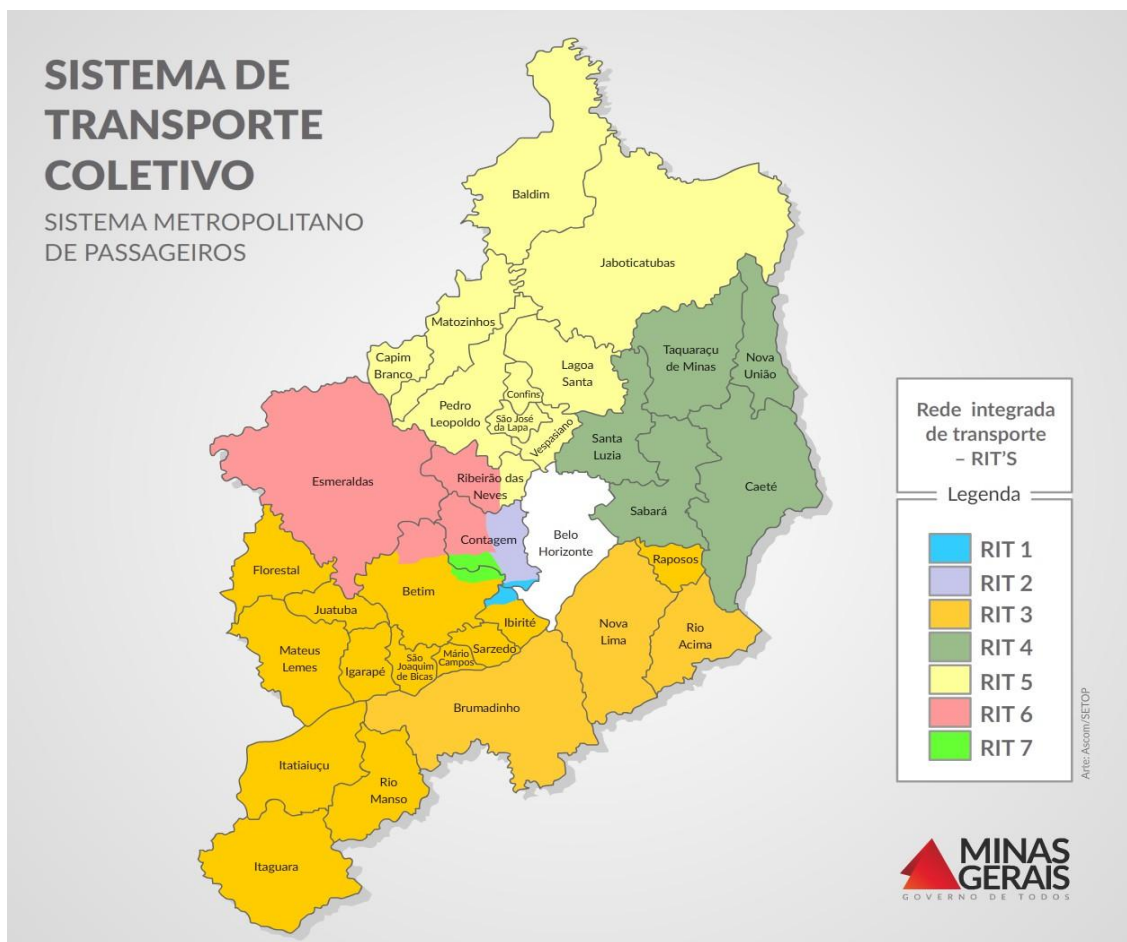 SISTEMA DE
TRANSPORTE
COLETIVO
SISTEMA METROPOLITANO
DE PASSAGEIROS
Baldim
Jaboticatubas
Matozinhos
Capim
Branco
Lagoa
Santa
Taquaraçu
de Minas
Nova
União
Confins
Pedro
Leopoldo
São José
da Lapa
Vespasiano
Santa
Luzia
Esmeraldas
Ribeirão das
Neves
Caeté
Sabará
Contagem
Belo
Horizonte
Raposos
Florestal
Betim
Juatuba
Ibirité
Nova
Lima
Rio
Acima
Mateus
Lemes
Igarapé
São
Joaquim
de Bicas
Mário
Campos
Sarzedo
Brumadinho
Itatiaiuçu
Rio
Manso
Itaguara
Rede integrada
de transporte
– RIT'S
Legenda
RIT 1
RIT 2
RIT 3
RIT 4
RIT 5
RIT 6
RIT 7
Arte: Ascom/SETOP
MINAS
GERAIS
GOVERNO DE TODOS